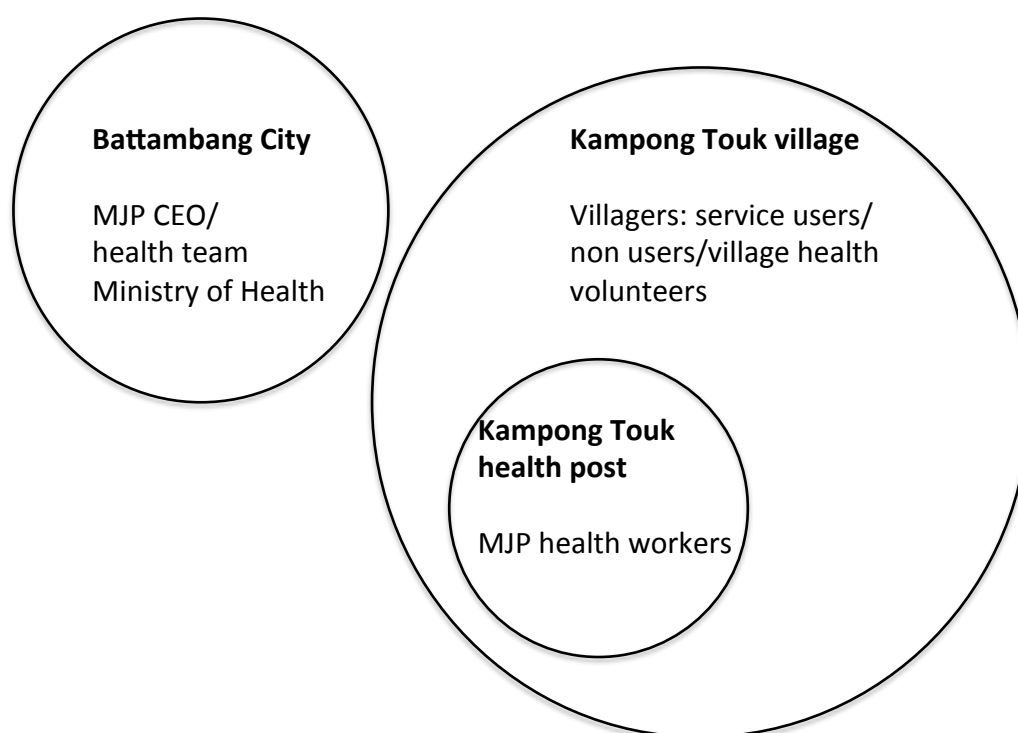 Battambang City
MJP CEO/
health team
Ministry of Health
Kampong Touk village
Villagers: service users/
non users/village health
volunteers
Kampong Touk
health post
MJP health workers